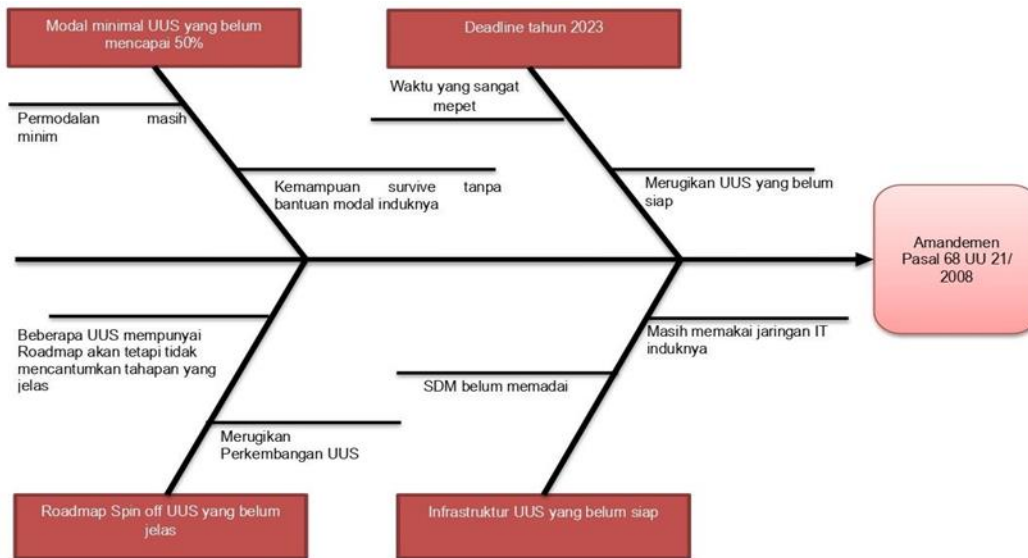 Modal minimal UUS yang belum
mencapai 50%
Deadline tahun 2023
Waktu yang sangat
mepet
Permodalan masih
minim
Kemampuan survive tanpa
bantuan modal induknya
Merugikan UUS yang belum
siap
Amandemen
Pasal 68 UU 21/
2008
Beberapa UUS mempunyai
Roadmap akan tetapi tidak
mencantumkan tahapan yang
jelas
Masih memakai jaringan IT
induknya
SDM belum memadai
Merugikan
Perkembangan UUS
Roadmap Spin off UUS yang belum
jelas
Infrastruktur UUS yang belum siap